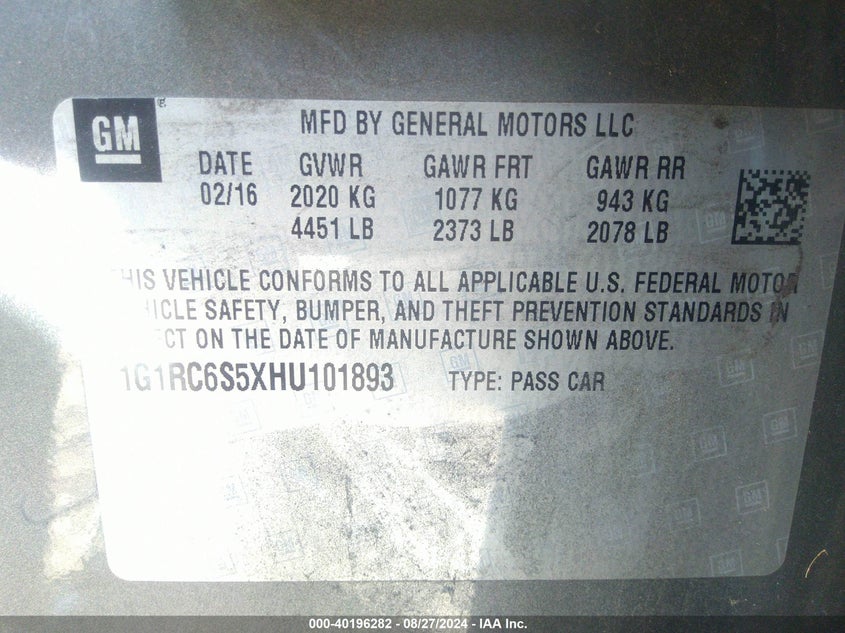 GM
MFD BY GENERAL MOTORS LLC
DATE GVWR GAWR FRT GAWR RR
02/16 2020 KG 1077 KG 943 KG
4451 LB 2373 LB 2078 LB
THIS VEHICLE CONFORMS TO ALL APPLICABLE U.S. FEDERAL MOTOR
VEHICLE SAFETY, BUMPER, AND THEFT PREVENTION STANDARDS IN
EFFECT ON THE DATE OF MANUFACTURE SHOWN ABOVE.
1G1RC6S5XHU101893 TYPE: PASS CAR
000-40196282 - 08/27/2024 - IAA Inc.